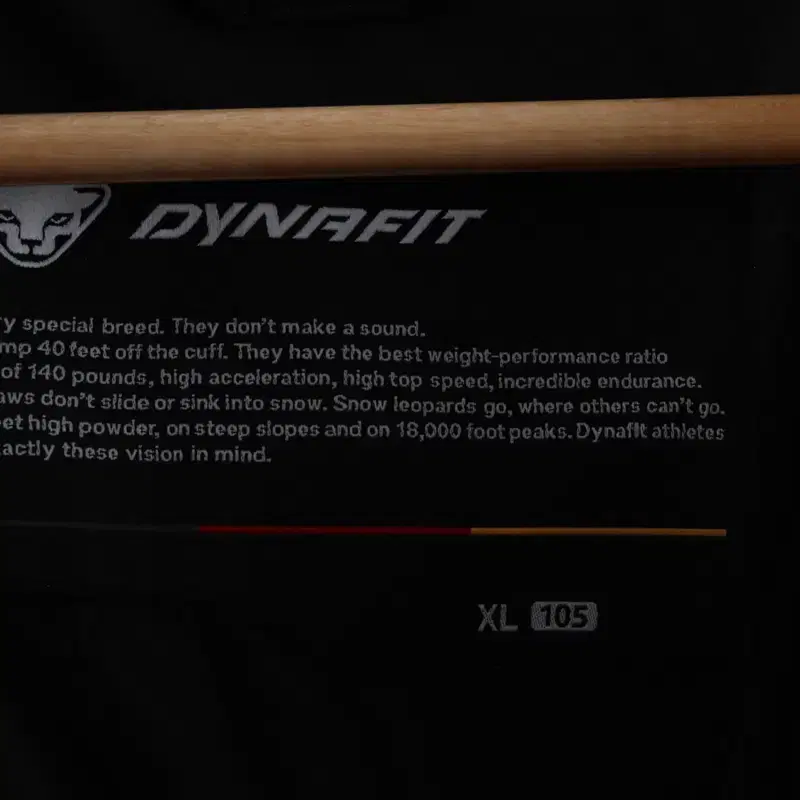 DYNAFIT
y special breed. They don't make a sound.
mp 40 feet off the cuff. They have the best weight-performance ratio
of 140 pounds, high acceleration, high top speed, incredible endurance.
aws don't slide or sink into snow. Snow leopards go, where others can't go.
eet high powder, on steep slopes and on 18,000 foot peaks. Dynafit athletes
actly these vision in mind.
XL 105